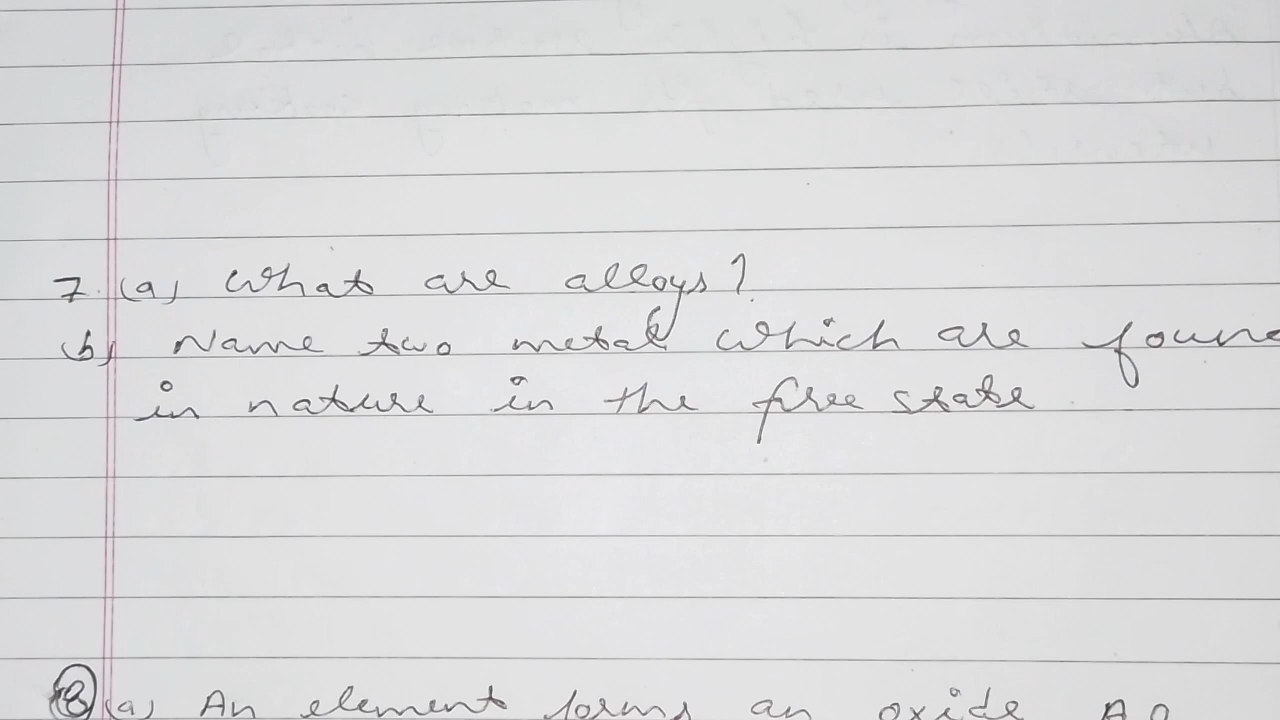 7. (a) What are alloys?
(b) Name two metal which are found
in nature in the free state
8 (a) An element forms an oxide